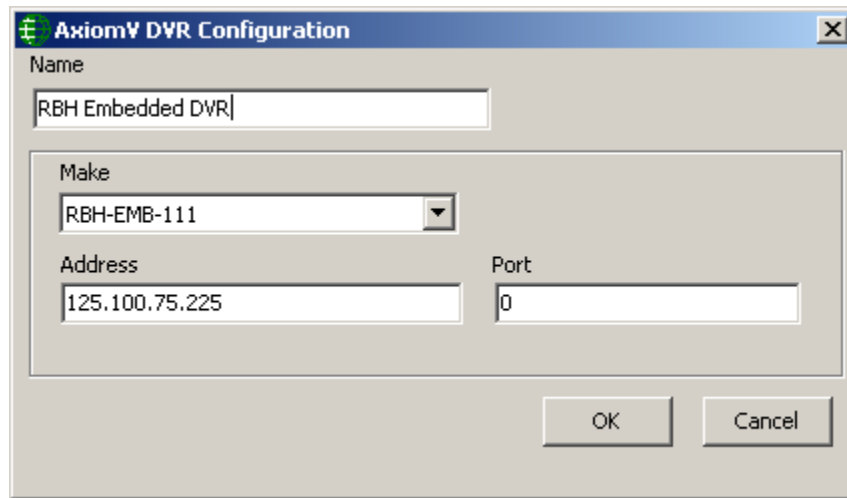 AxiomV DVR Configuration
Name
RBH Embedded DVR
Make
RBH-EMB-111
Address Port
125.100.75.225 0
OK Cancel